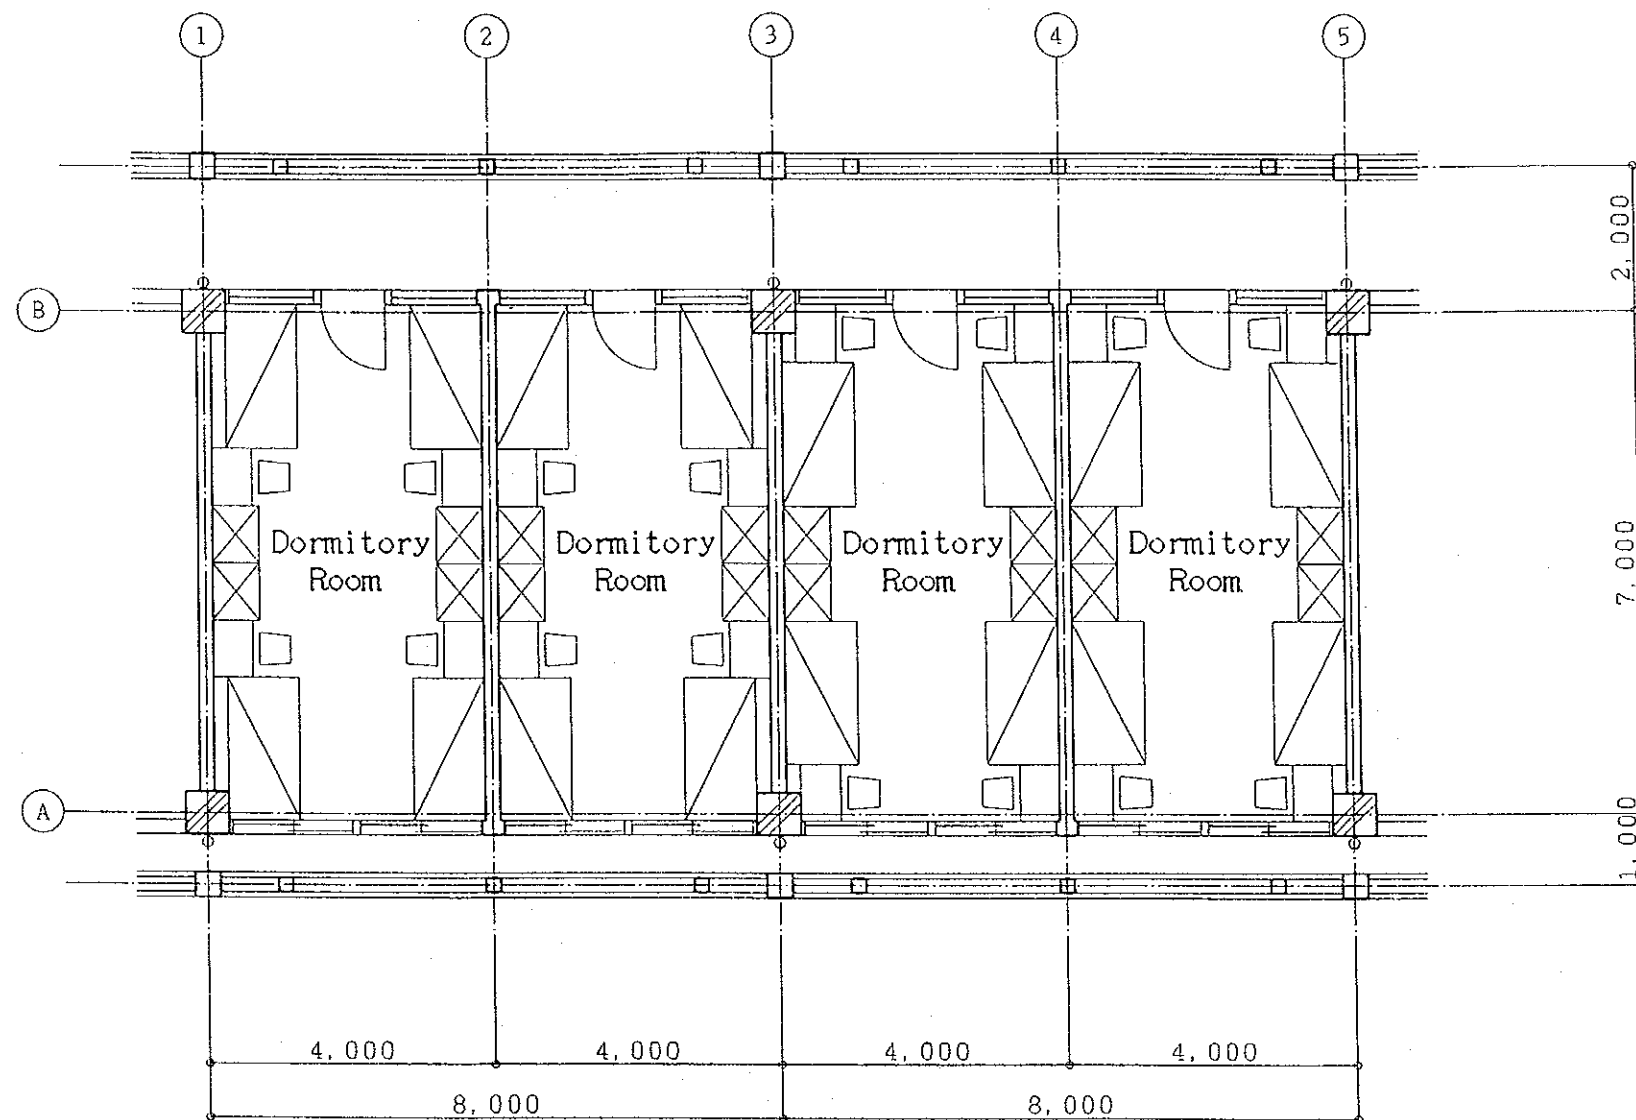 1 2 3 4 5
2,000
B
Dormitory Room
Dormitory Room
Dormitory Room
Dormitory Room
7,000
A
1,000
4,000 4,000 4,000 4,000
8,000 8,000